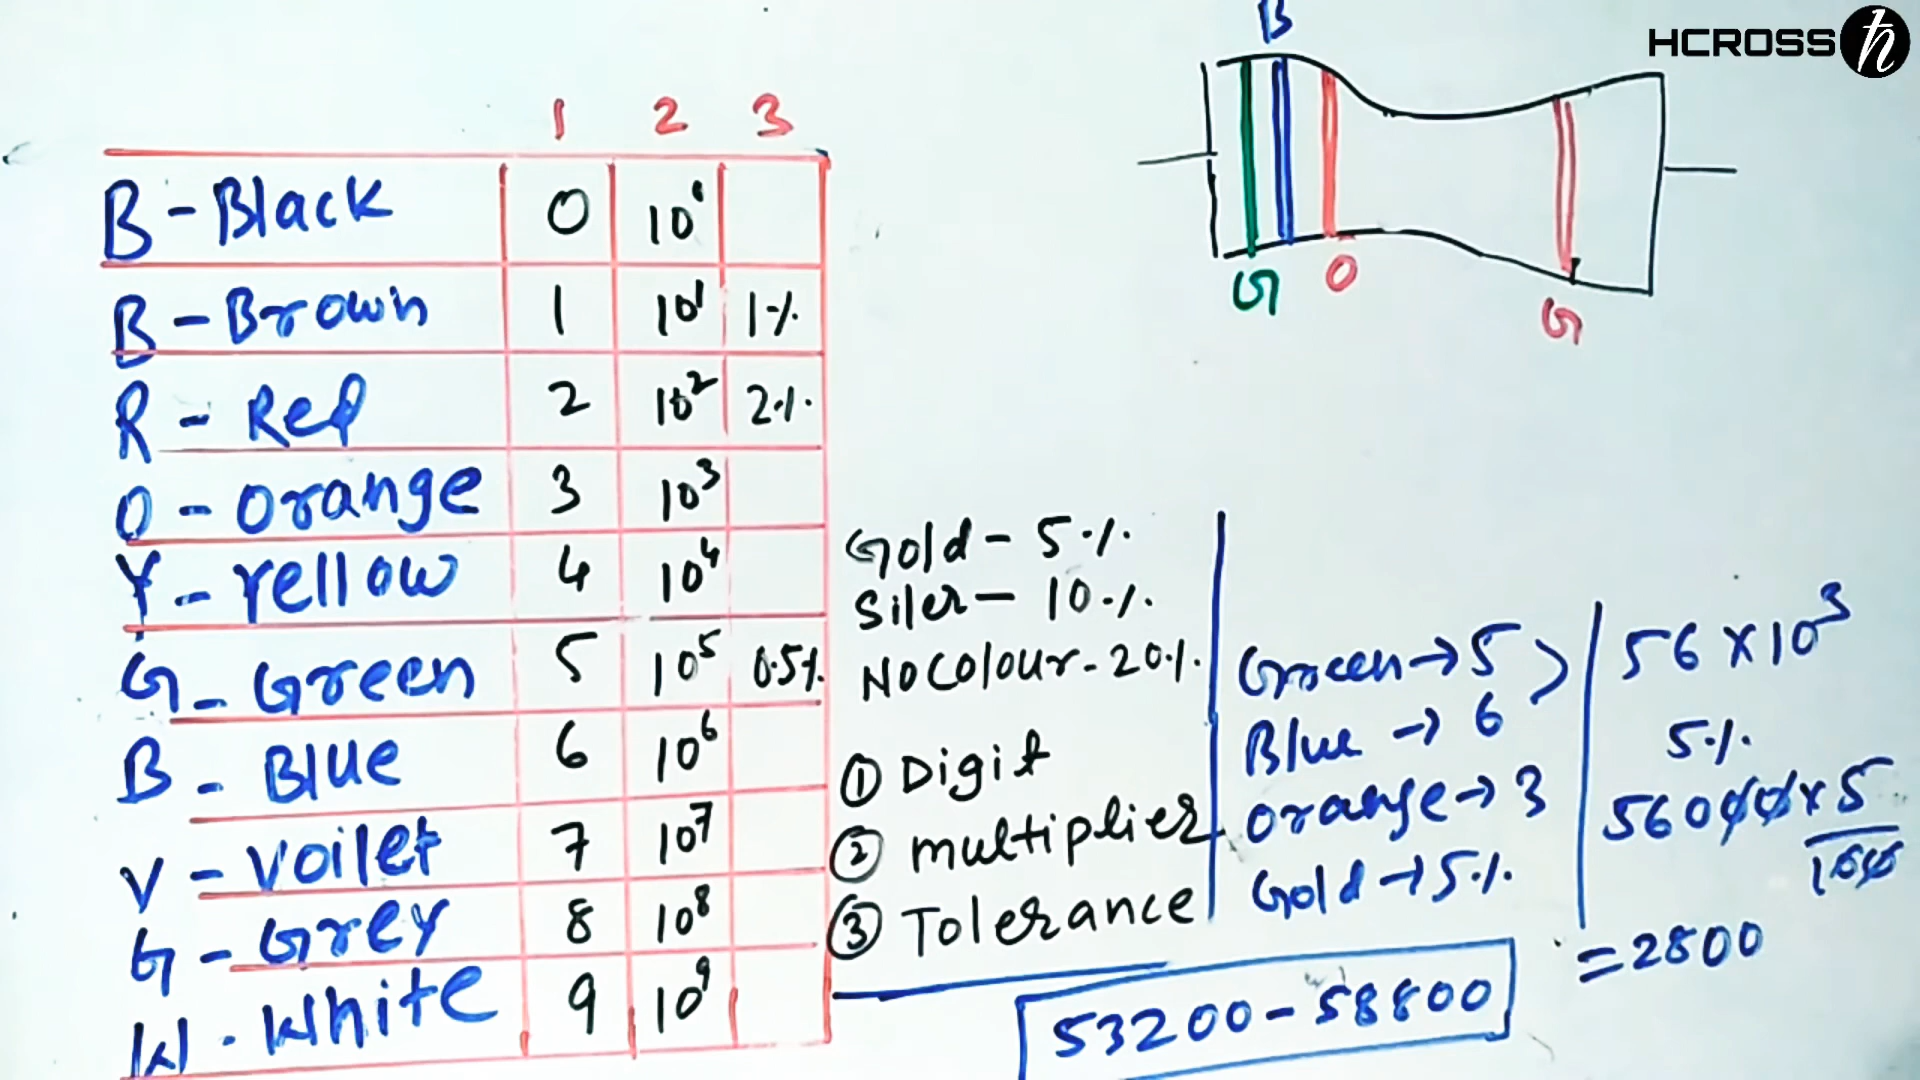 HCROSS ħ
B
G O G
1 2 3
B - Black 0 10⁰
B - Brown 1 10¹ 1%
R - Red 2 10² 2%
O - Orange 3 10³
Y - Yellow 4 10⁴
G - Green 5 10⁵ 0.5%
B - Blue 6 10⁶
V - Voilet 7 10⁷
G - Grey 8 10⁸
W - White 9 10⁹
Gold - 5%
Siler - 10%
No Colour - 20%
① Digit
② multiplier
③ Tolerance
Green → 5 >
Blue → 6
orange → 3
Gold → 5%
56 x 10³
5%
56000 x 5
100
= 2800
53200 - 58800